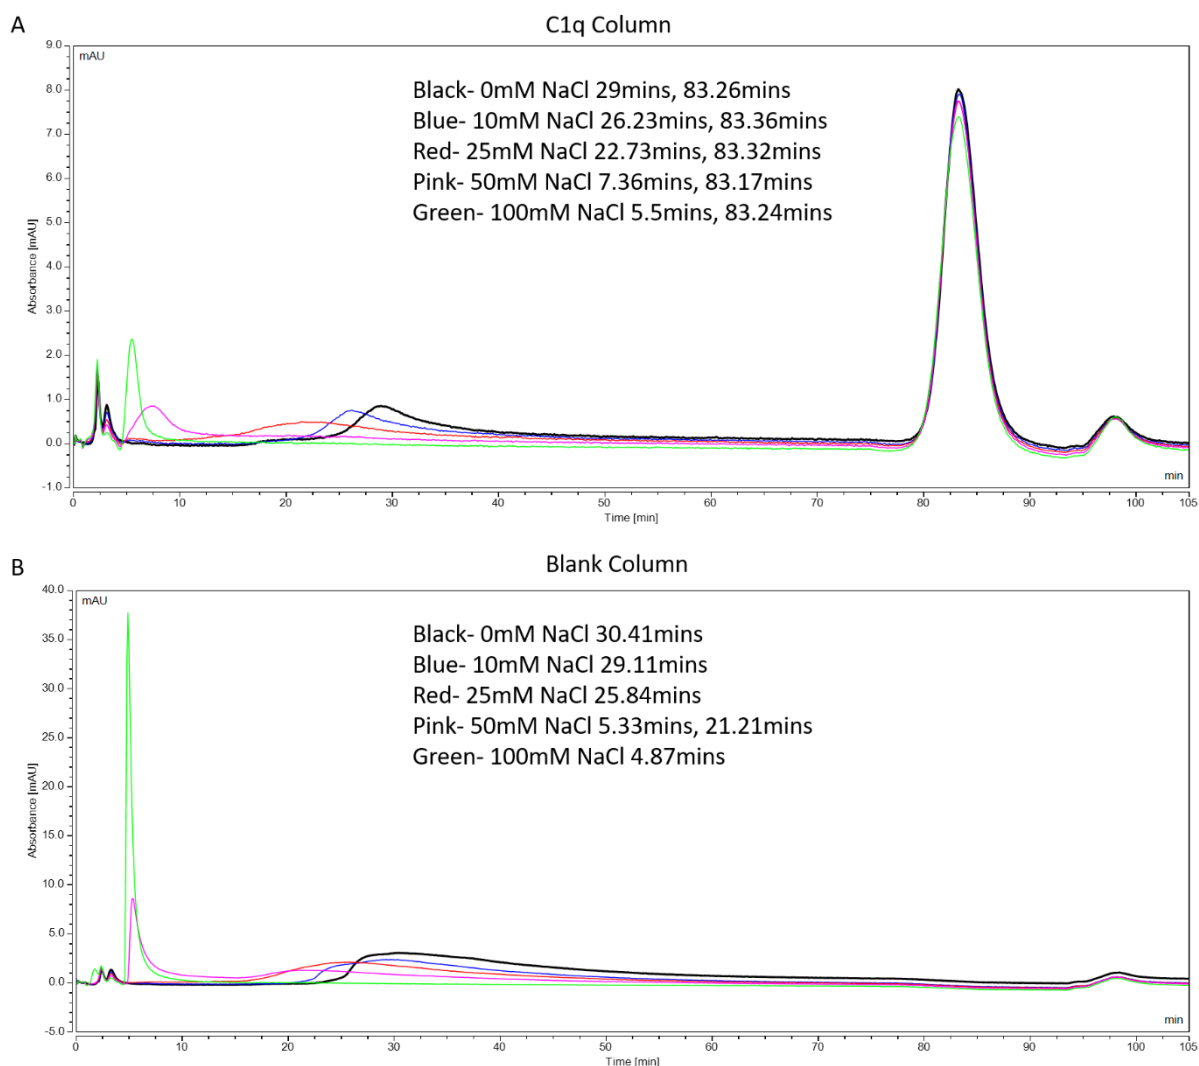 A
C1q Column
9.0
mAU
8.0
7.0
6.0
5.0
4.0
3.0
2.0
1.0
0.0
-1.0
Absorbance [mAU]
Black- 0mM NaCl 29mins, 83.26mins
Blue- 10mM NaCl 26.23mins, 83.36mins
Red- 25mM NaCl 22.73mins, 83.32mins
Pink- 50mM NaCl 7.36mins, 83.17mins
Green- 100mM NaCl 5.5mins, 83.24mins
min
0 10 20 30 40 50 60 70 80 90 100 105
Time [min]
B
Blank Column
40.0
mAU
35.0
30.0
25.0
20.0
15.0
10.0
5.0
0.0
-5.0
Absorbance [mAU]
Black- 0mM NaCl 30.41mins
Blue- 10mM NaCl 29.11mins
Red- 25mM NaCl 25.84mins
Pink- 50mM NaCl 5.33mins, 21.21mins
Green- 100mM NaCl 4.87mins
min
0 10 20 30 40 50 60 70 80 90 100 105
Time [min]